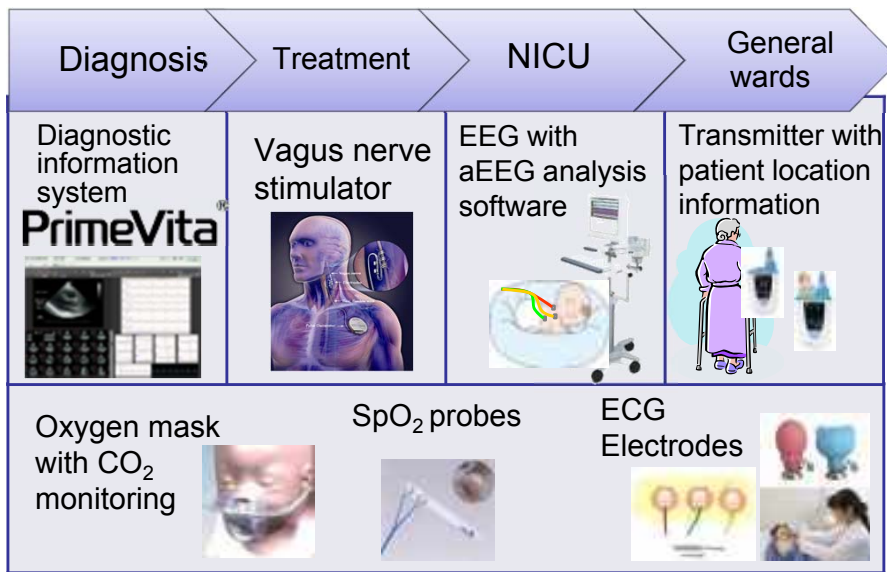 Diagnosis
Treatment
NICU
General
wards
Diagnostic
information
system
PrimeVita®
Vagus nerve
stimulator
EEG with
aEEG analysis
software
Transmitter with
patient location
information
Oxygen mask
with CO₂
monitoring
SpO₂ probes
ECG
Electrodes